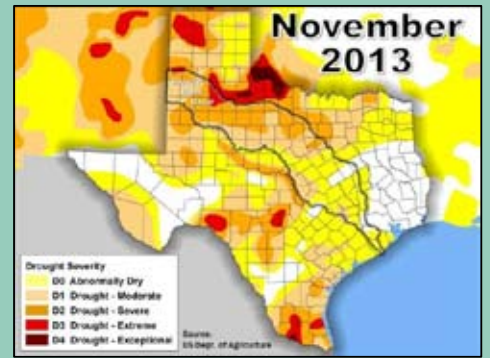 November
2013
Drought Severity
D0 Abnormally Dry
D1 Drought - Moderate
D2 Drought - Severe
D3 Drought - Extreme
D4 Drought - Exceptional
Source:
US Dept. of Agriculture